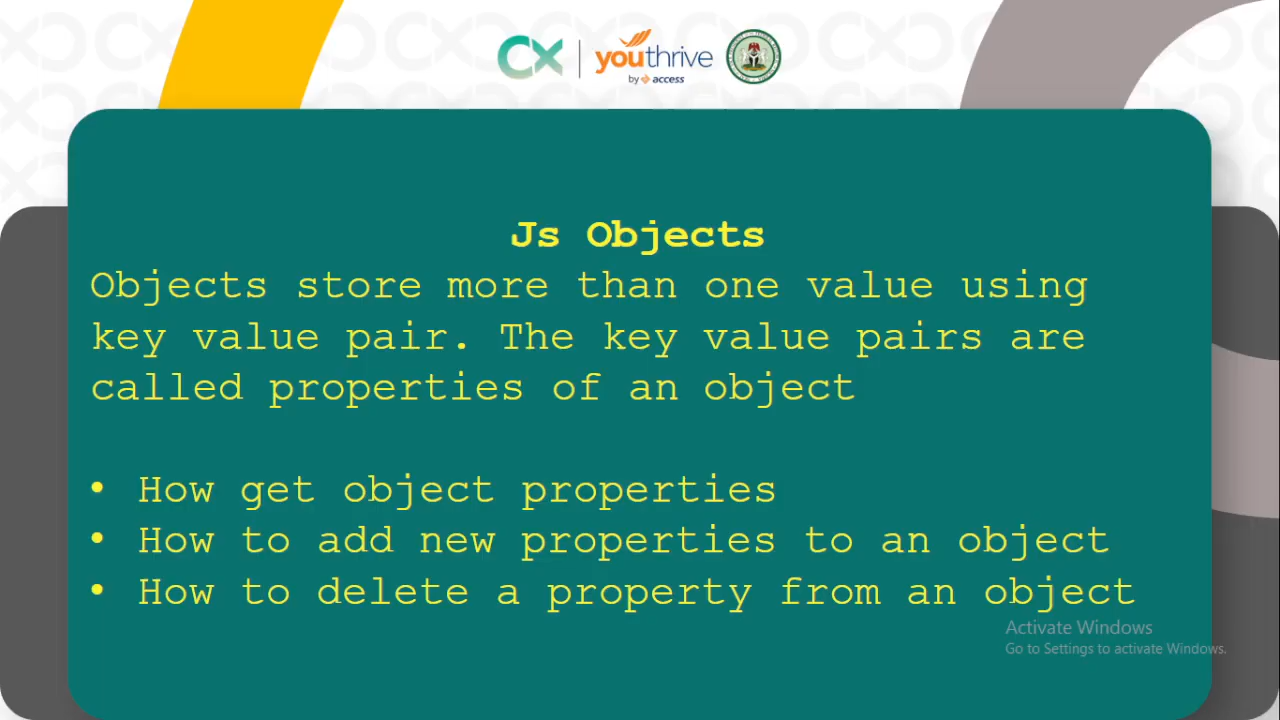 CX
youthrive
by access
Js Objects
Objects store more than one value using
key value pair. The key value pairs are
called properties of an object
• How get object properties
• How to add new properties to an object
• How to delete a property from an object
Activate Windows
Go to Settings to activate Windows.